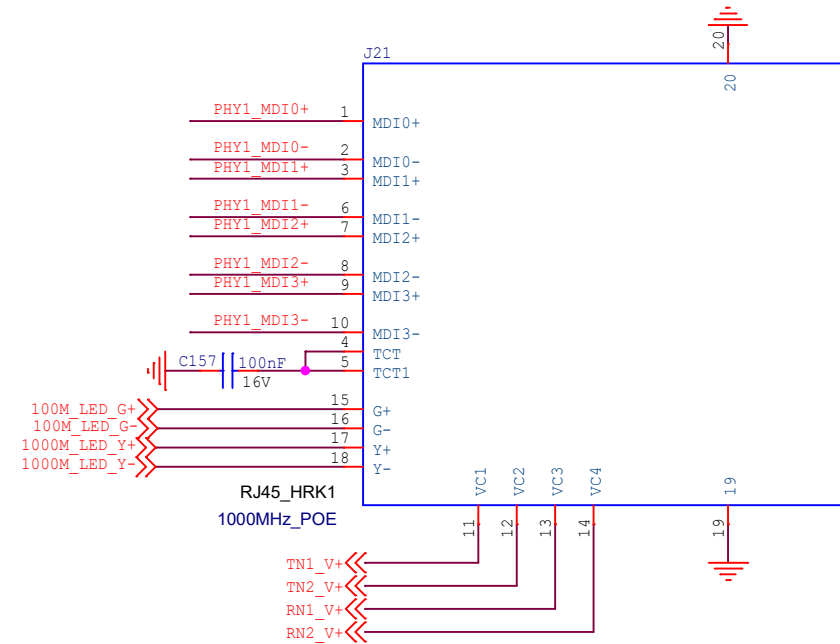 20
J21
20
PHY1_MDI0+ 1 MDI0+
PHY1_MDI0- 2 MDI0-
PHY1_MDI1+ 3 MDI1+
PHY1_MDI1- 6 MDI1-
PHY1_MDI2+ 7 MDI2+
PHY1_MDI2- 8 MDI2-
PHY1_MDI3+ 9 MDI3+
PHY1_MDI3- 10 MDI3-
4 TCT
C157 100nF 5 TCT1
16V
100M_LED_G+ 15 G+
100M_LED_G- 16 G-
1000M_LED_Y+ 17 Y+
1000M_LED_Y- 18 Y-
RJ45_HRK1
1000MHz_POE
VC1 VC2 VC3 VC4 19
11 12 13 14 19
TN1_V+
TN2_V+
RN1_V+
RN2_V+